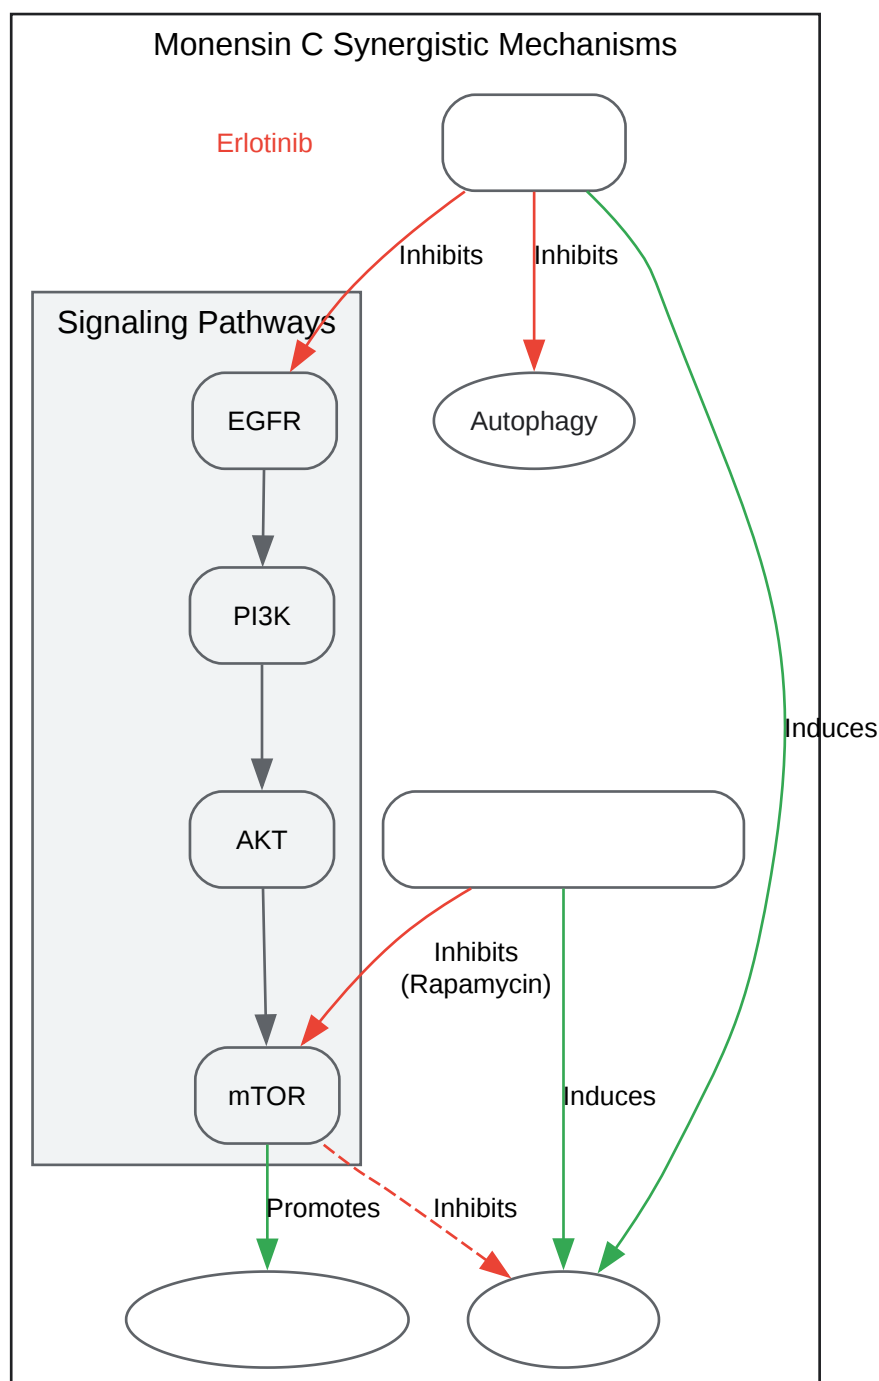 Monensin C Synergistic Mechanisms
Erlotinib
Inhibits
Inhibits
Signaling Pathways
EGFR
Autophagy
PI3K
Induces
AKT
Inhibits
(Rapamycin)
mTOR
Induces
Promotes
Inhibits